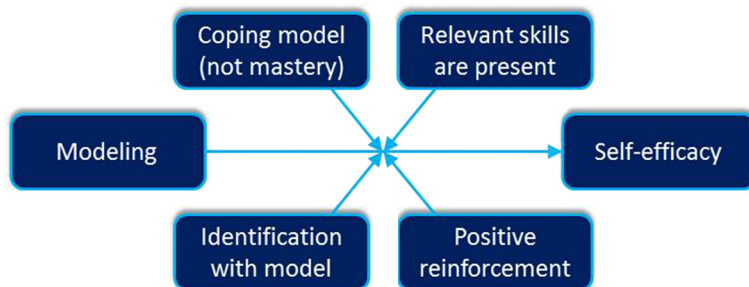 Coping model
(not mastery)
Relevant skills
are present
Modeling
Self-efficacy
Identification
with model
Positive
reinforcement